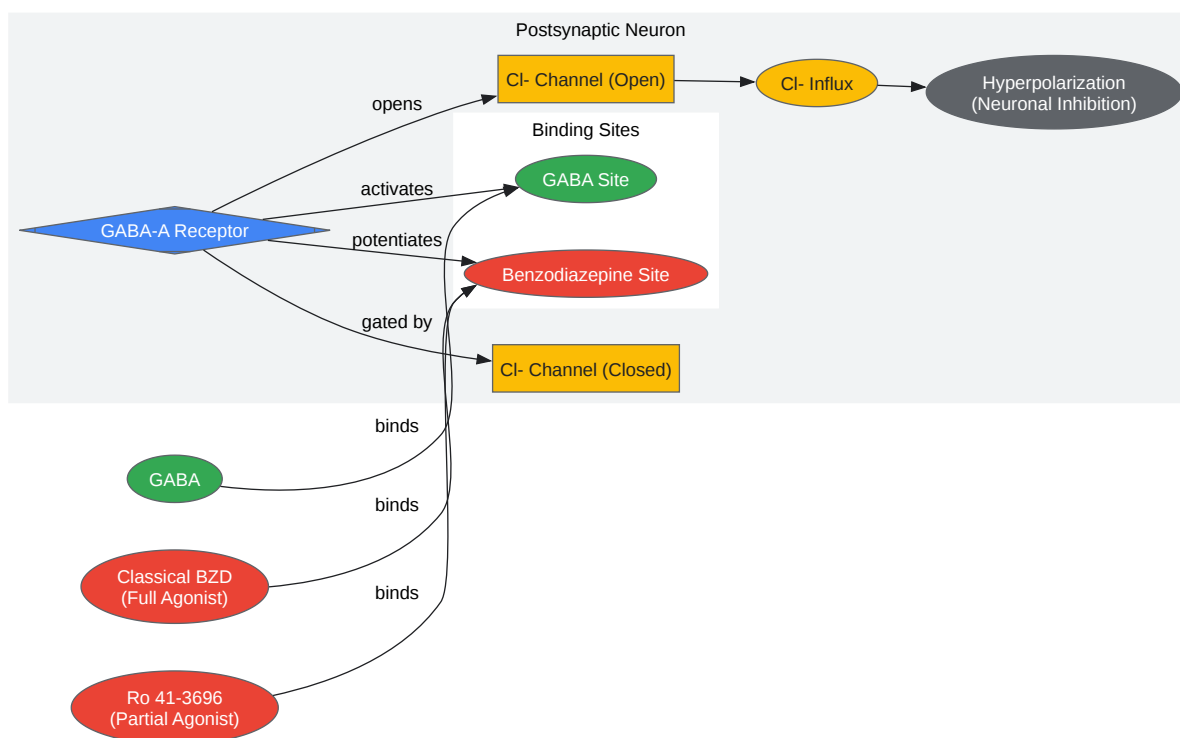 Postsynaptic Neuron
Cl- Channel (Open)
Cl- Influx
Hyperpolarization
(Neuronal Inhibition)
opens
Binding Sites
GABA Site
activates
GABA-A Receptor
potentiates
Benzodiazepine Site
gated by
Cl- Channel (Closed)
binds
GABA
binds
Classical BZD
(Full Agonist)
binds
Ro 41-3696
(Partial Agonist)